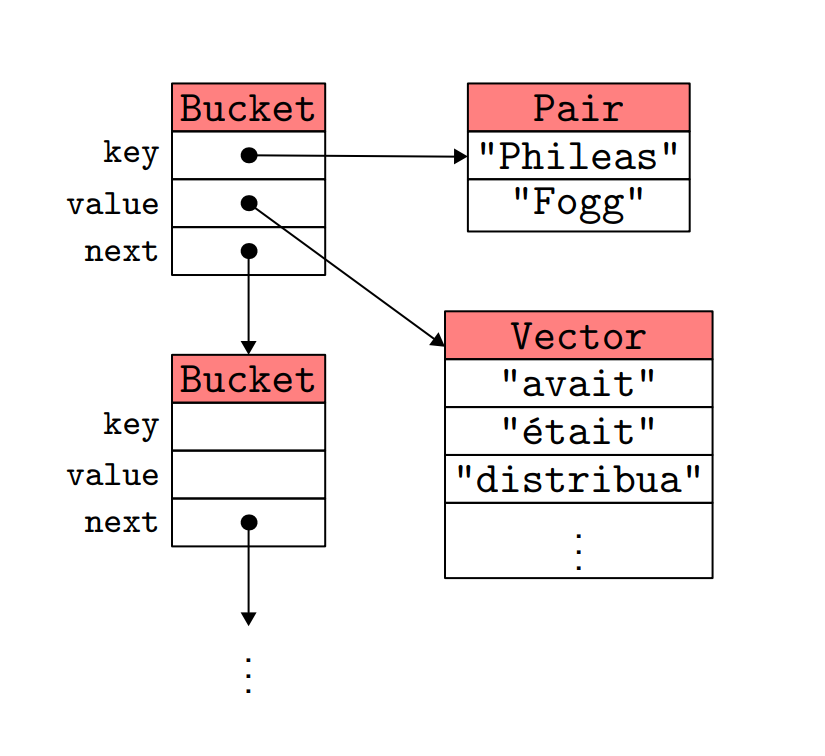 Bucket
key
value
next
Pair
"Phileas"
"Fogg"
Vector
"avait"
"était"
"distribua"
⋮
Bucket
key
value
next
⋮